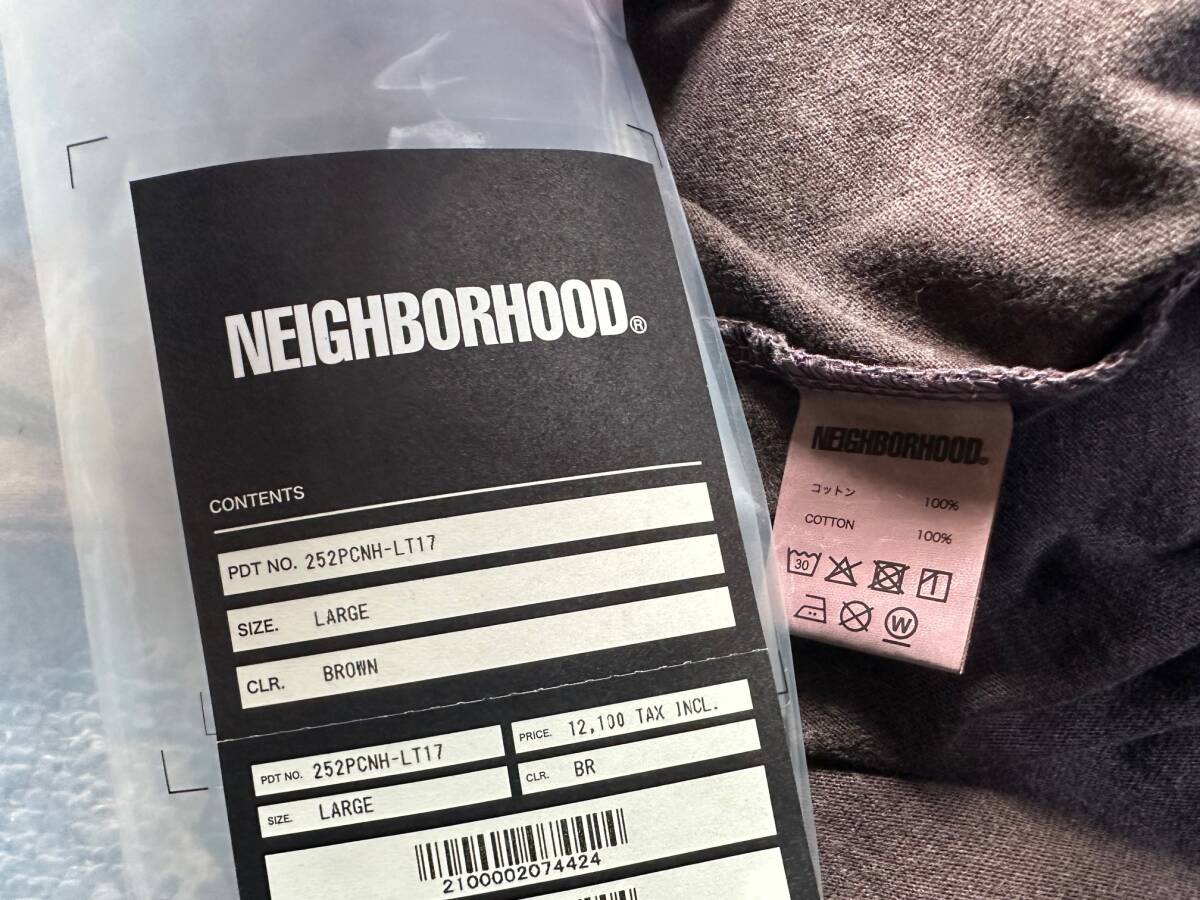 NEIGHBORHOOD®
CONTENTS
PDT NO. 252PCNH-LT17
SIZE. LARGE
CLR. BROWN
PDT NO. 252PCNH-LT17
PRICE. 12,100 TAX INCL.
SIZE. LARGE
CLR. BR
2100002074424
NEIGHBORHOOD®
コットン 100%
COTTON 100%
30
W